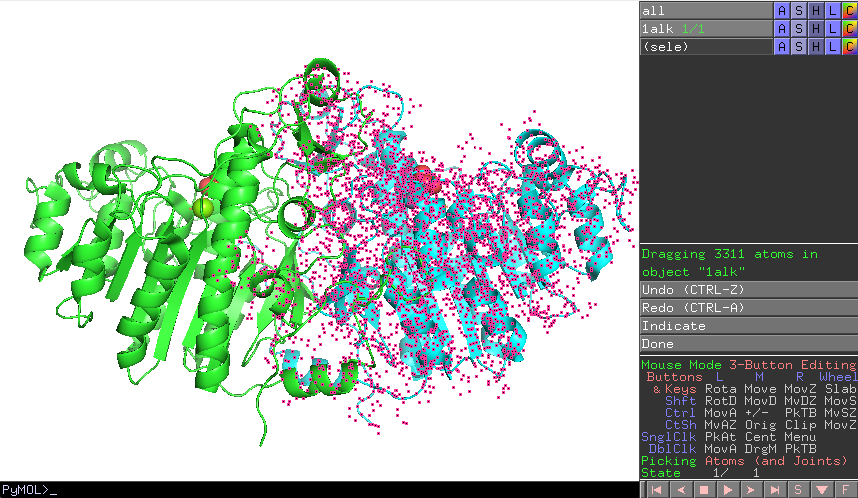 all A S H L C
1alk 1/1 A S H L C
(sele) A S H L C
Dragging 3311 atoms in
object "1alk"
Undo (CTRL-Z)
Redo (CTRL-A)
Indicate
Done
Mouse Mode 3-Button Editing
Buttons L M R Wheel
& Keys Rota Move MovZ Slab
Shft RotD MovD MvDZ MovS
Ctrl MovA +/- PkTB MvSZ
CtSh MvAZ Orig Clip MovZ
SnglClk PkAt Cent Menu
DblClk MovA DrgM PkTB
Picking Atoms (and Joints)
State 1/ 1
PyMOL>_ S F